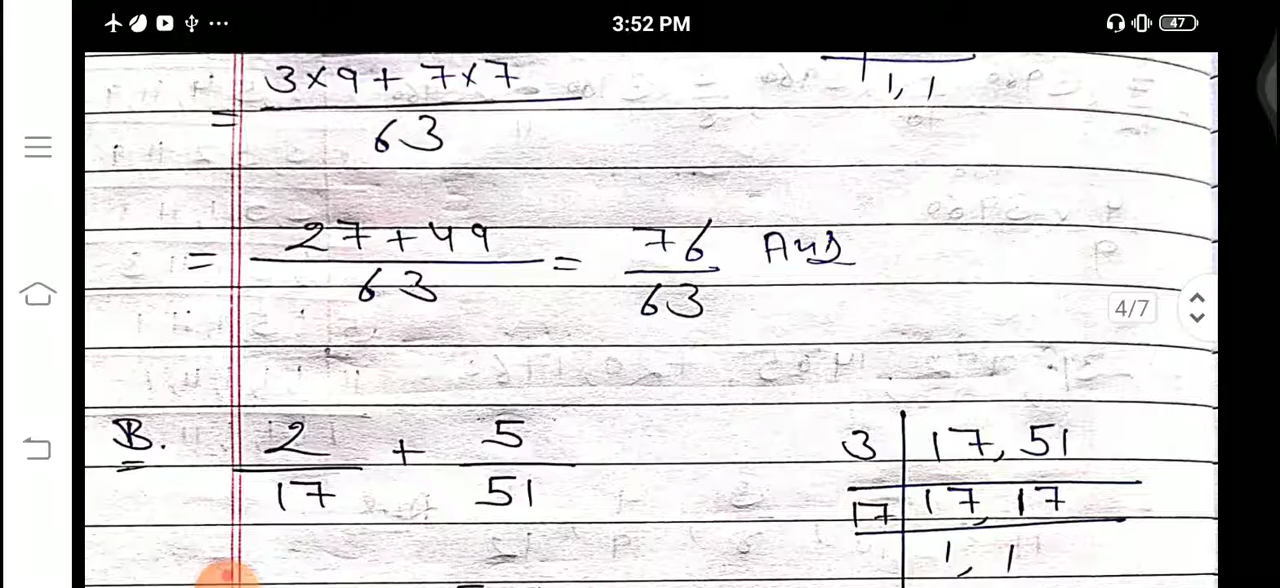 3:52 PM
47
= 3×9+7×7 / 63
1, 1
= 27+49 / 63 = 76 / 63 Ans
4/7
B. 2/17 + 5/51
3 | 17, 51
17 | 17, 17
1, 1